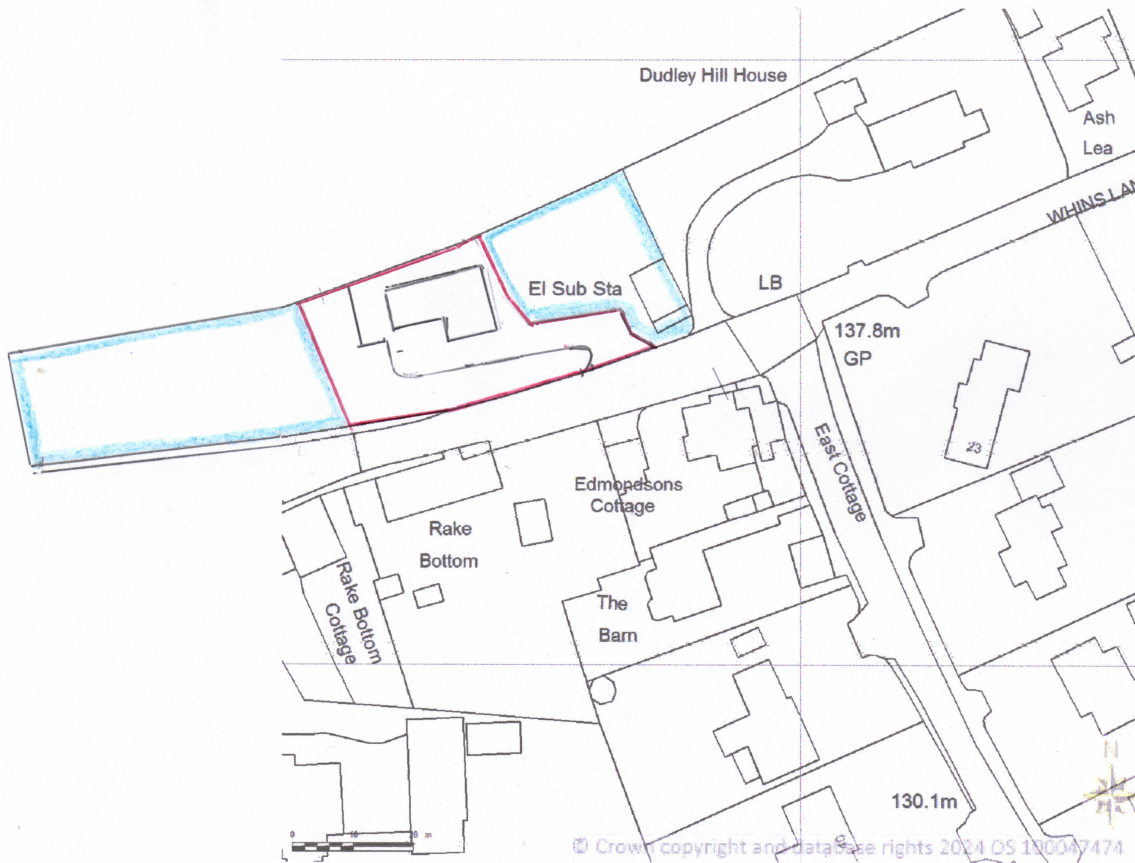 Dudley Hill House
Ash
Lea
WHINS LAN
El Sub Sta
LB
137.8m
GP
23
East Cottage
Edmondsons
Cottage
Rake
Bottom
Rake Bottom
Cottage
The
Barn
130.1m
N
0 10 20 m
© Crown copyright and database rights 2024 OS 100047474